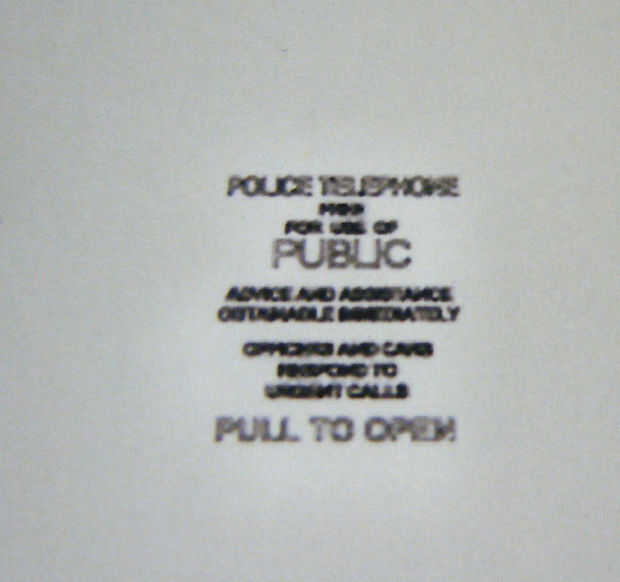 POLICE TELEPHONE
FREE
FOR USE OF
PUBLIC
ADVICE AND ASSISTANCE
OBTAINABLE IMMEDIATELY
OFFICERS AND CARS
RESPOND TO
URGENT CALLS
PULL TO OPEN